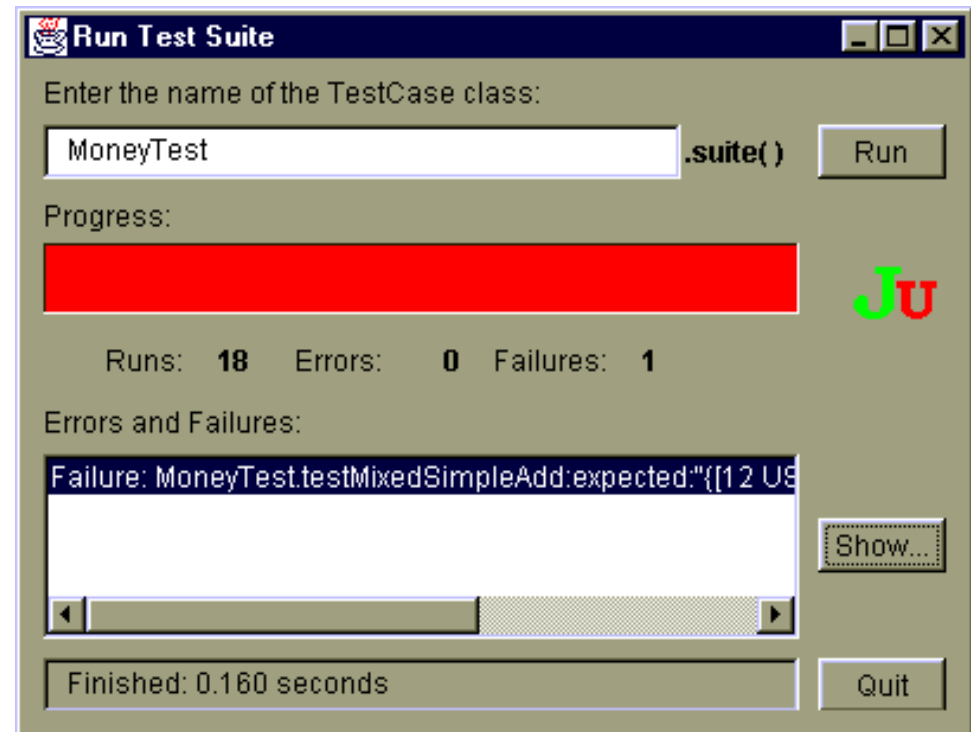 Run Test Suite
Enter the name of the TestCase class:
MoneyTest .suite( ) Run
Progress:
JU
Runs: 18 Errors: 0 Failures: 1
Errors and Failures:
Failure: MoneyTest.testMixedSimpleAdd:expected:"{[12 US
Show...
Finished: 0.160 seconds Quit